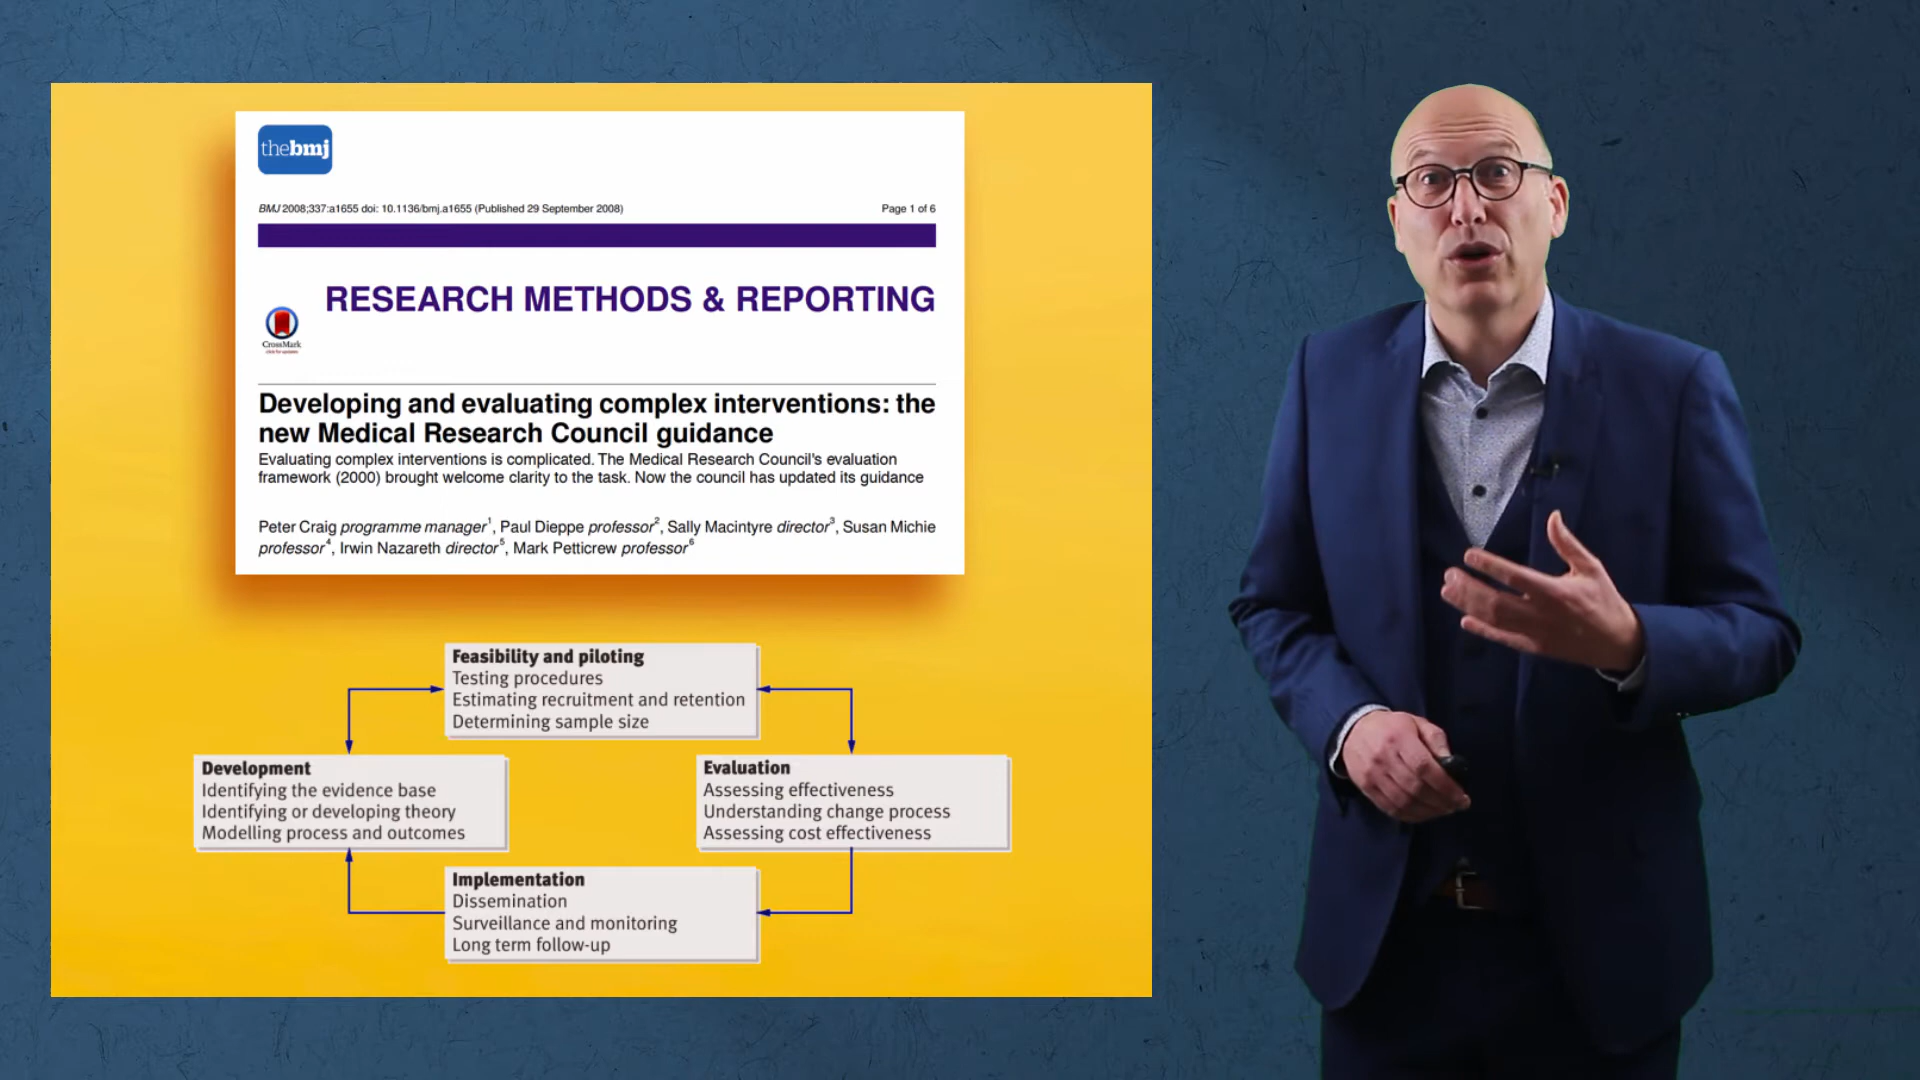 thebmj
BMJ 2008;337:a1655 doi: 10.1136/bmj.a1655 (Published 29 September 2008)
Page 1 of 6
RESEARCH METHODS & REPORTING
CrossMark
click for updates
Developing and evaluating complex interventions: the
new Medical Research Council guidance
Evaluating complex interventions is complicated. The Medical Research Council's evaluation
framework (2000) brought welcome clarity to the task. Now the council has updated its guidance
Peter Craig programme manager¹, Paul Dieppe professor², Sally Macintyre director³, Susan Michie
professor⁴, Irwin Nazareth director⁵, Mark Petticrew professor⁶
Feasibility and piloting
Testing procedures
Estimating recruitment and retention
Determining sample size
Development
Identifying the evidence base
Identifying or developing theory
Modelling process and outcomes
Evaluation
Assessing effectiveness
Understanding change process
Assessing cost effectiveness
Implementation
Dissemination
Surveillance and monitoring
Long term follow-up